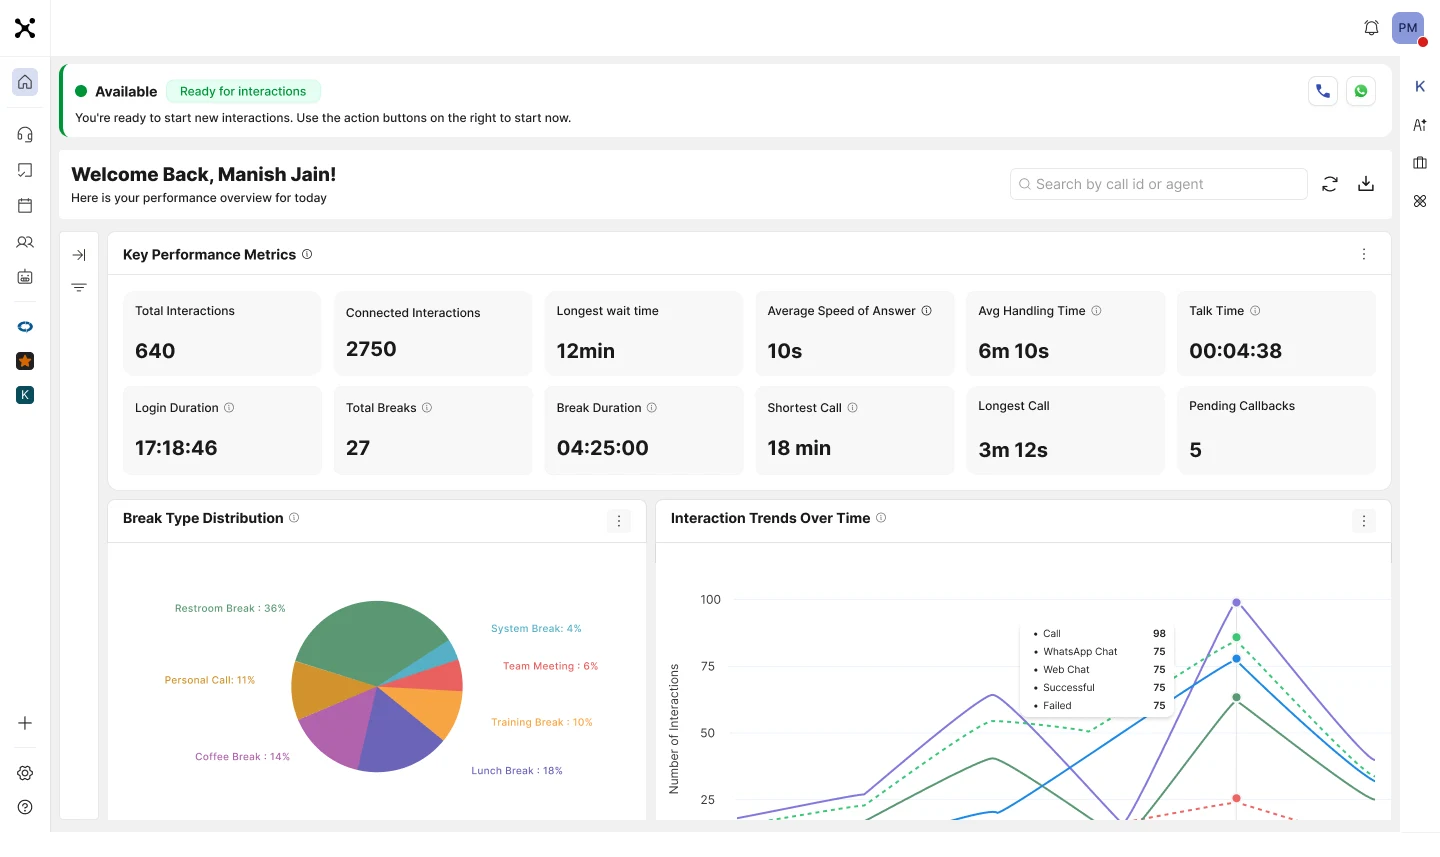 PM
Available
Ready for interactions
You're ready to start new interactions. Use the action buttons on the right to start now.
K
Welcome Back, Manish Jain!
Here is your performance overview for today
Search by call id or agent
Key Performance Metrics
Total Interactions
640
Connected Interactions
2750
Longest wait time
12min
Average Speed of Answer
10s
Avg Handling Time
6m 10s
Talk Time
00:04:38
Login Duration
17:18:46
Total Breaks
27
Break Duration
04:25:00
Shortest Call
18 min
Longest Call
3m 12s
Pending Callbacks
5
K
Break Type Distribution
Restroom Break : 36%
System Break: 4%
Team Meeting : 6%
Personal Call: 11%
Training Break : 10%
Coffee Break : 14%
Lunch Break : 18%
Interaction Trends Over Time
Number of Interactions
100
75
50
25
• Call 98
• WhatsApp Chat 75
• Web Chat 75
• Successful 75
• Failed 75